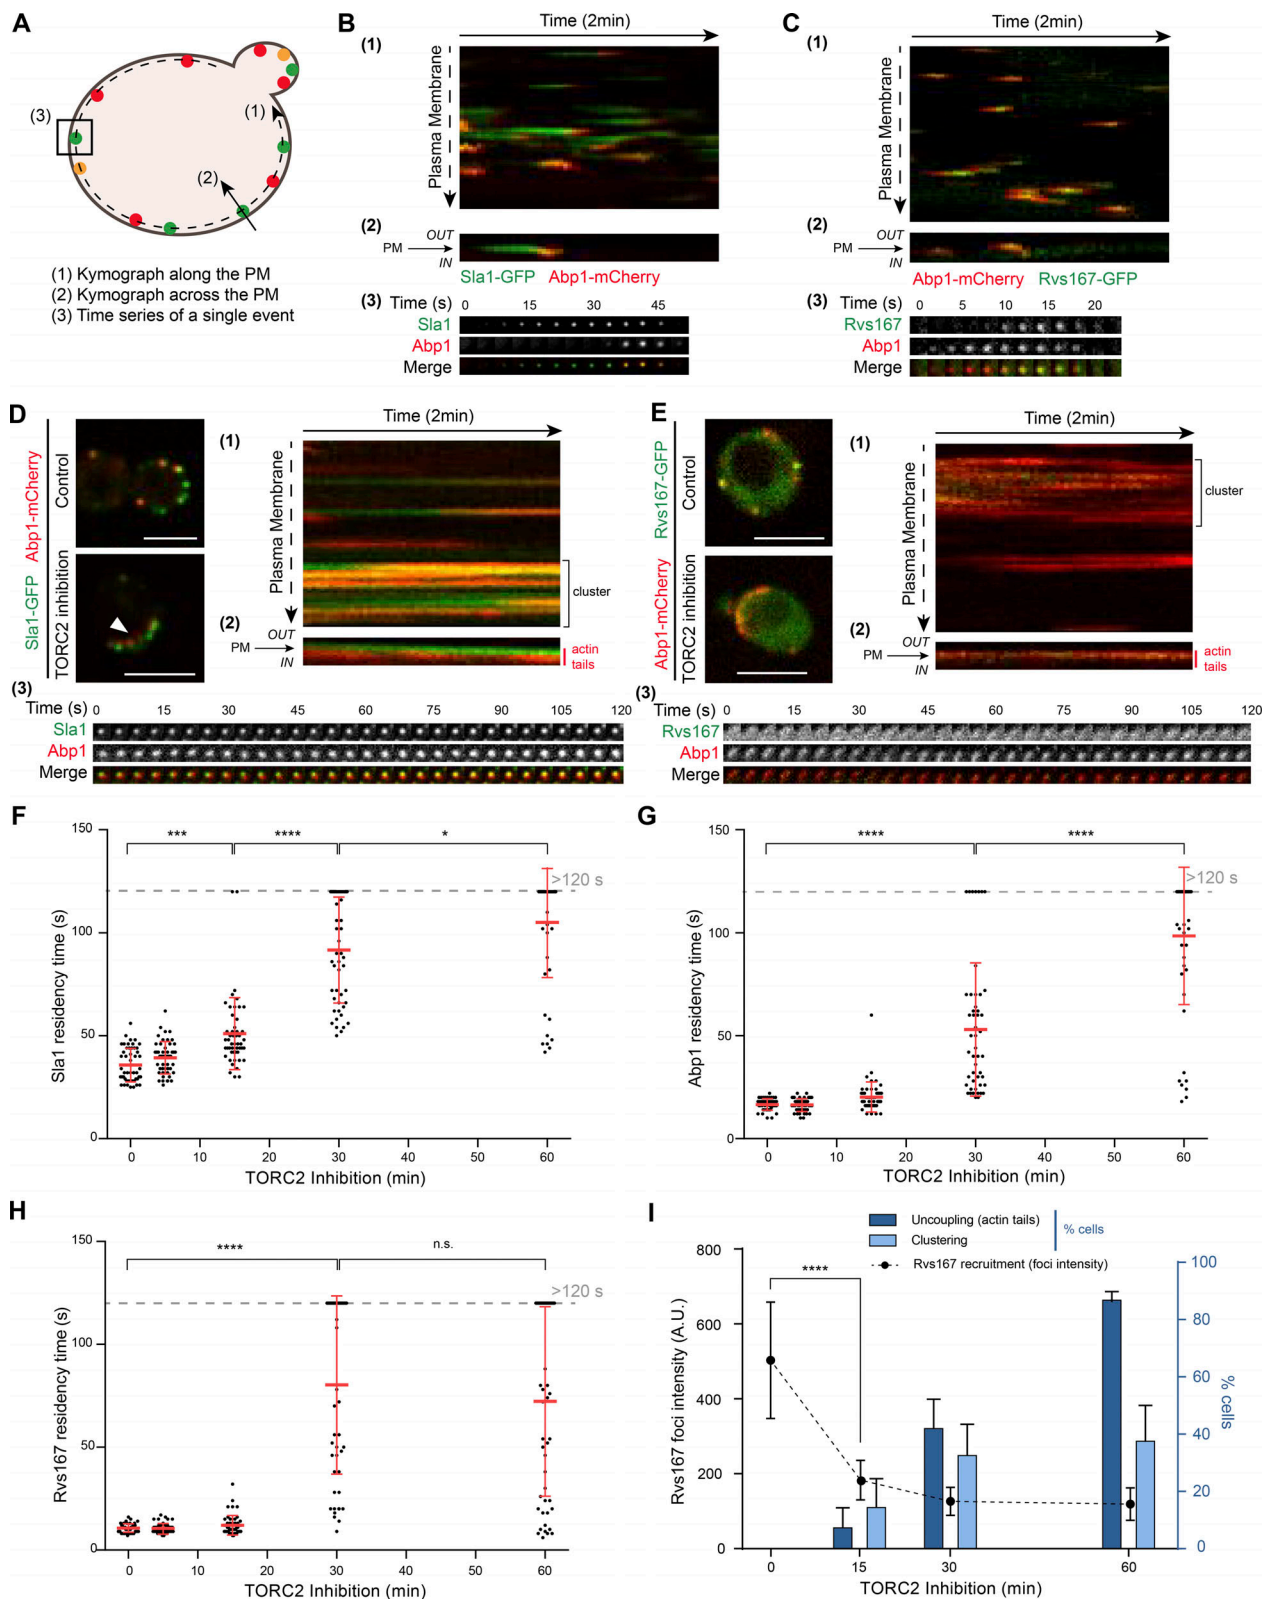 A
(3)
(1)
(2)
(1) Kymograph along the PM
(2) Kymograph across the PM
(3) Time series of a single event
B
Time (2min)
(1)
Plasma Membrane
(2)
OUT
PM
IN
Sla1-GFP Abp1-mCherry
(3) Time (s) 0 15 30 45
Sla1
Abp1
Merge
C
Time (2min)
(1)
Plasma Membrane
(2)
OUT
PM
IN
Abp1-mCherry Rvs167-GFP
(3) Time (s) 0 5 10 15 20
Rvs167
Abp1
Merge
D
Sla1-GFP Abp1-mCherry
Control
TORC2 inhibition
Time (2min)
(1)
Plasma Membrane
cluster
(2)
OUT
PM
IN
actin
tails
(3)
Time (s) 0 15 30 45 60 75 90 105 120
Sla1
Abp1
Merge
E
Abp1-mCherry Rvs167-GFP
Control
TORC2 inhibition
Time (2min)
(1)
Plasma Membrane
cluster
(2)
OUT
PM
IN
actin
tails
(3)
Time (s) 0 15 30 45 60 75 90 105 120
Rvs167
Abp1
Merge
F
Sla1 residency time (s)
150
100
50
0
*** **** *
>120 s
0 10 20 30 40 50 60
TORC2 Inhibition (min)
G
Abp1 residency time (s)
150
100
50
0
**** ****
>120 s
0 10 20 30 40 50 60
TORC2 Inhibition (min)
H
Rvs167 residency time (s)
150
100
50
0
**** n.s.
>120 s
0 10 20 30 40 50 60
TORC2 Inhibition (min)
I
Uncoupling (actin tails)
Clustering
% cells
Rvs167 recruitment (foci intensity)
Rvs167 foci intensity (A.U.)
800
600
400
200
0
****
100
80
60
40
20
0
% cells
0 15 30 60
TORC2 Inhibition (min)